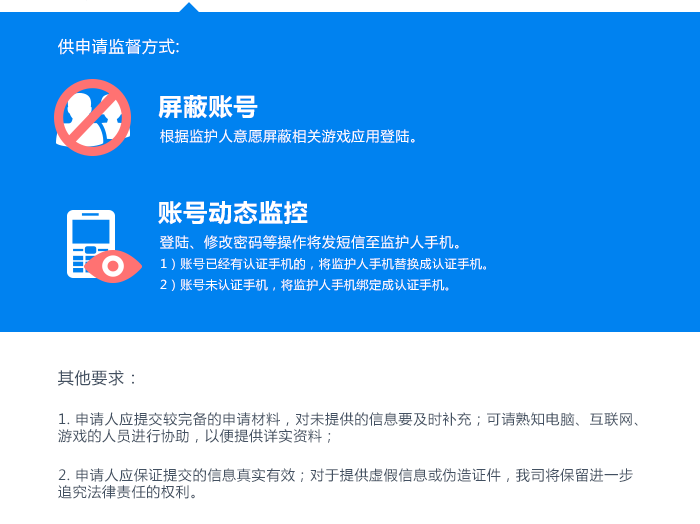 供申请监督方式:
屏蔽账号
根据监护人意愿屏蔽相关游戏应用登陆。
账号动态监控
登陆、修改密码等操作将发短信至监护人手机。
1）账号已经有认证手机的，将监护人手机替换成认证手机。
2）账号未认证手机，将监护人手机绑定成认证手机。
其他要求：
1. 申请人应提交较完备的申请材料，对未提供的信息要及时补充；可请熟知电脑、互联网、
游戏的人员进行协助，以便提供详实资料；
2. 申请人应保证提交的信息真实有效；对于提供虚假信息或伪造证件，我司将保留进一步
追究法律责任的权利。